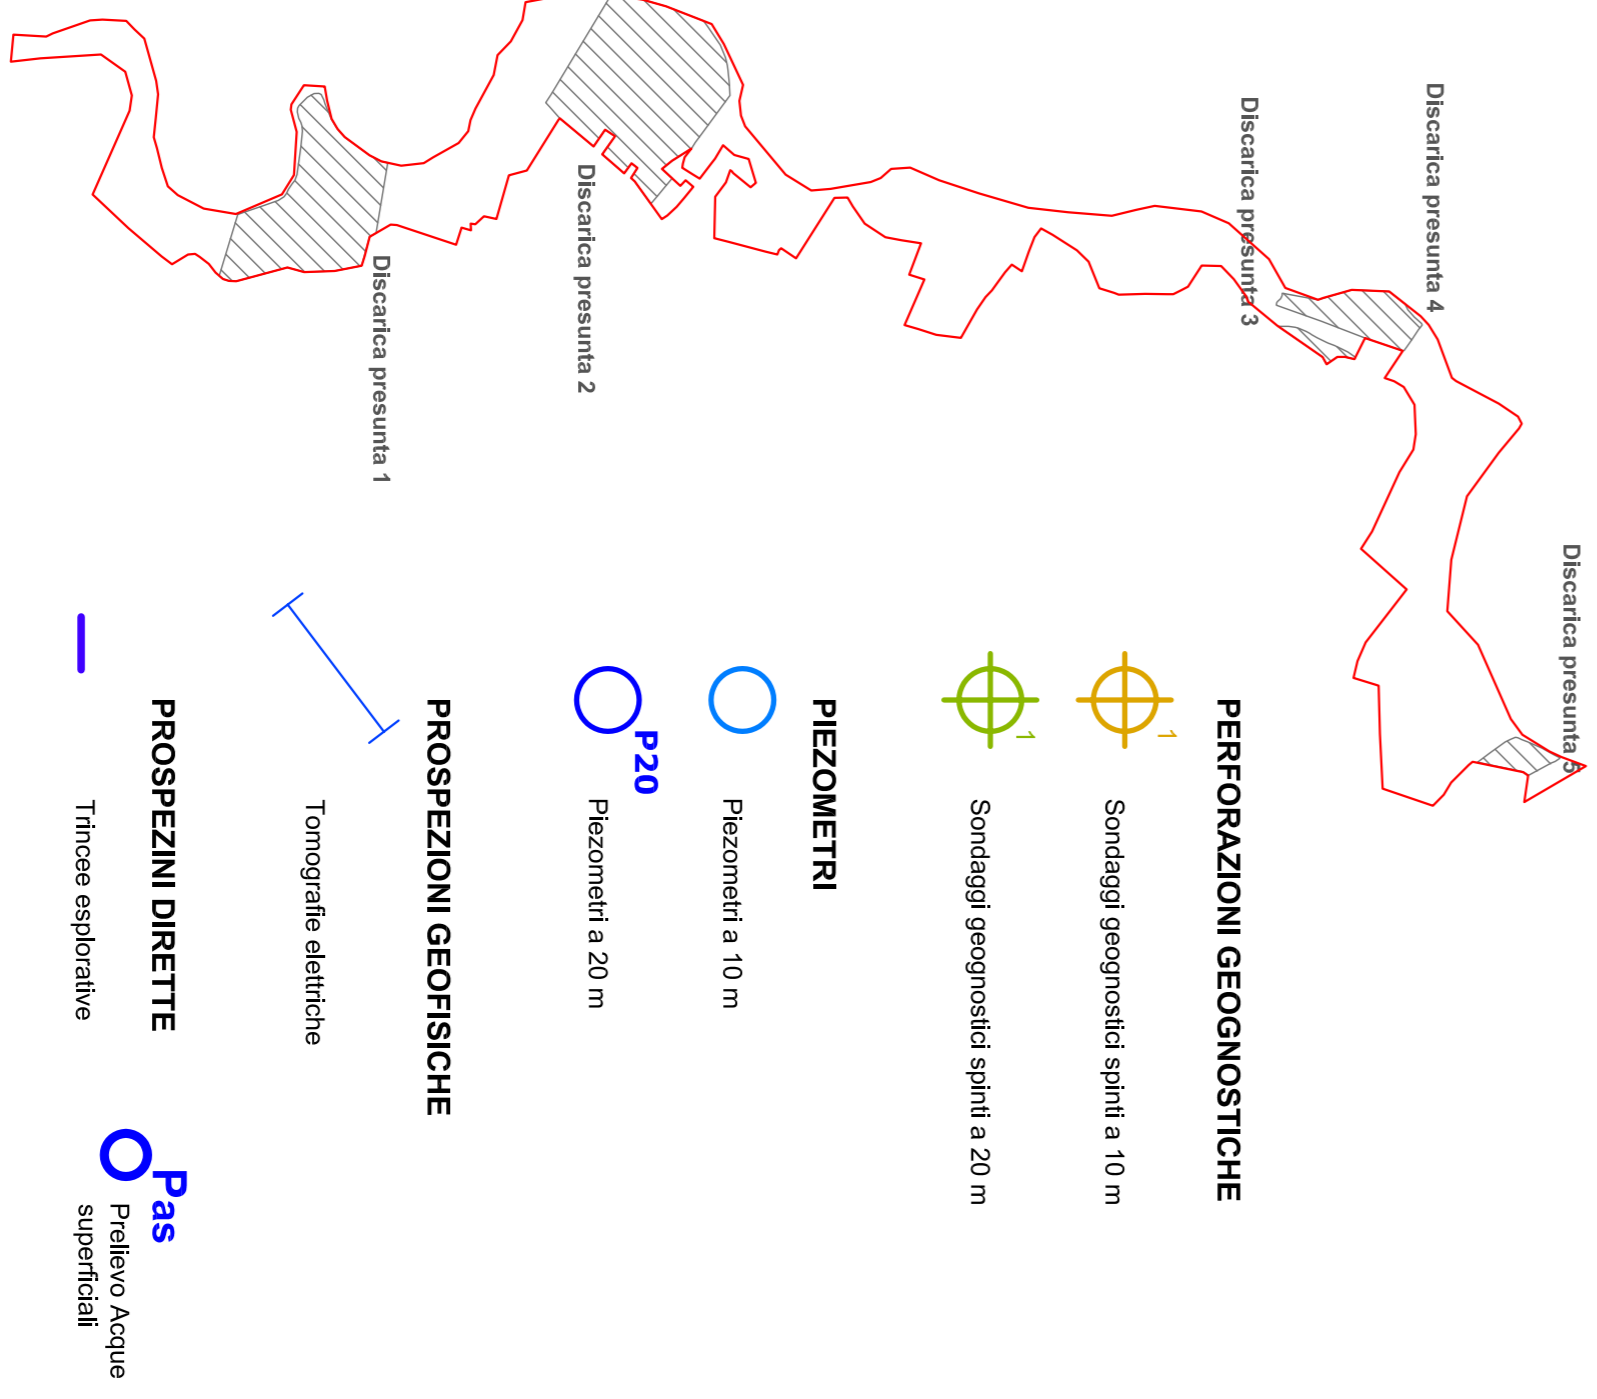 Discarica presunta 5
Discarica presunta 4
Discarica presunta 3
Discarica presunta 2
Discarica presunta 1
PERFORAZIONI GEOGNOSTICHE
1
Sondaggi geognostici spinti a 10 m
1
Sondaggi geognostici spinti a 20 m
PIEZOMETRI
Piezometri a 10 m
P20
Piezometri a 20 m
PROSPEZIONI GEOFISICHE
Tomografie elettriche
PROSPEZINI DIRETTE
Trincee esplorative
Pas
Prelievo Acque
superficiali